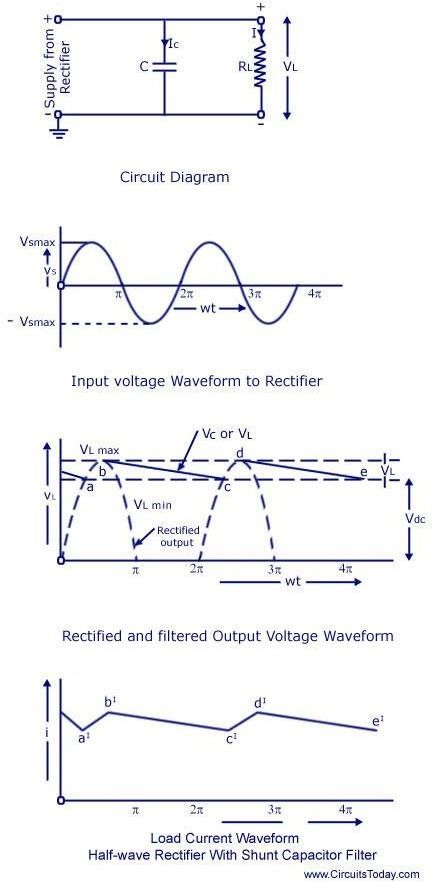 +
+
Supply from
Rectifier
Ic
I
C
RL
VL
-
-
Circuit Diagram
Vsmax
vs
π
2π
3π
4π
wt
- Vsmax
Input voltage Waveform to Rectifier
Vc or VL
VL max
d
b
e
VL
a
c
VL
VL min
Vdc
Rectified
output
π
2π
3π
4π
wt
Rectified and filtered Output Voltage Waveform
b¹
d¹
e¹
i
a¹
c¹
π
2π
3π
4π
Load Current Waveform
Half-wave Rectifier With Shunt Capacitor Filter
www.CircuitsToday.com